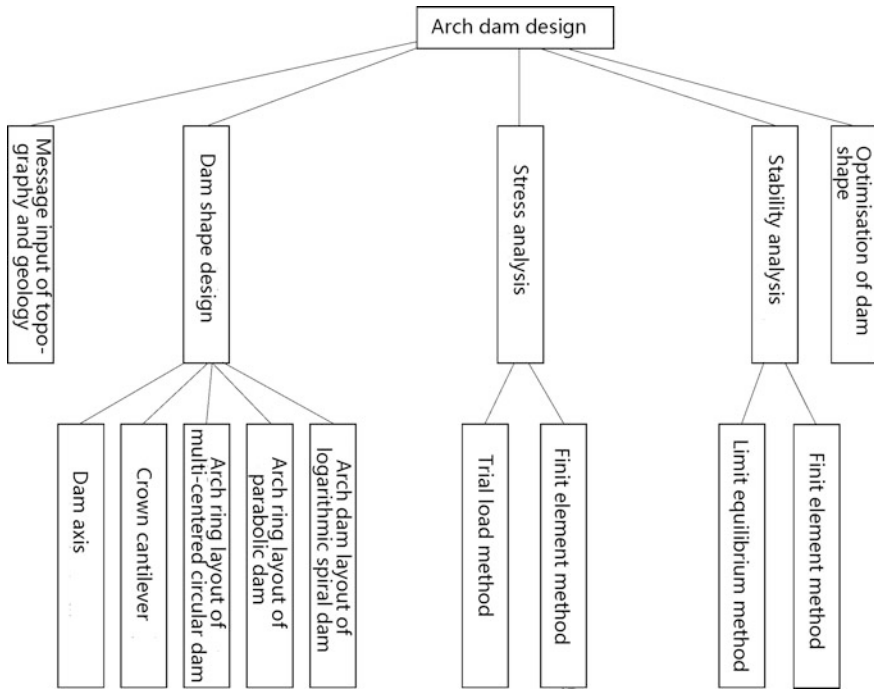 Arch dam design
Message input of topo-
graphy and geology
Dam shape design
Stress analysis
Stability analysis
Optimisation of dam
shape
Dam axis
Crown cantilever
Arch ring layout of
multi-centered circular dam
Arch ring layout of
parabolic dam
Arch dam layout of
logarithmic spiral dam
Trial load method
Finit element method
Limit equilibrium method
Finit element method